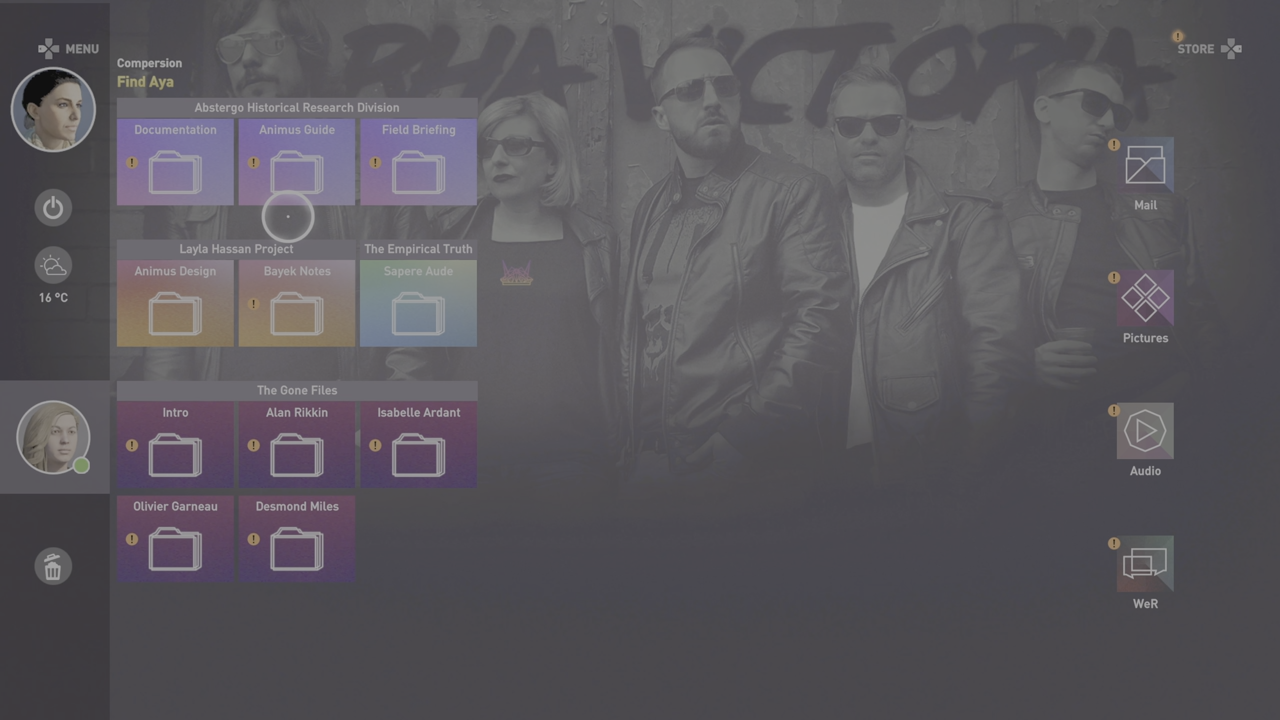 MENU
STORE
Compersion
Find Aya
Abstergo Historical Research Division
Documentation
Animus Guide
Field Briefing
Layla Hassan Project
The Empirical Truth
Animus Design
Bayek Notes
Sapere Aude
16 °C
The Gone Files
Intro
Alan Rikkin
Isabelle Ardant
Olivier Garneau
Desmond Miles
Mail
Pictures
Audio
WeR
VICTORIA